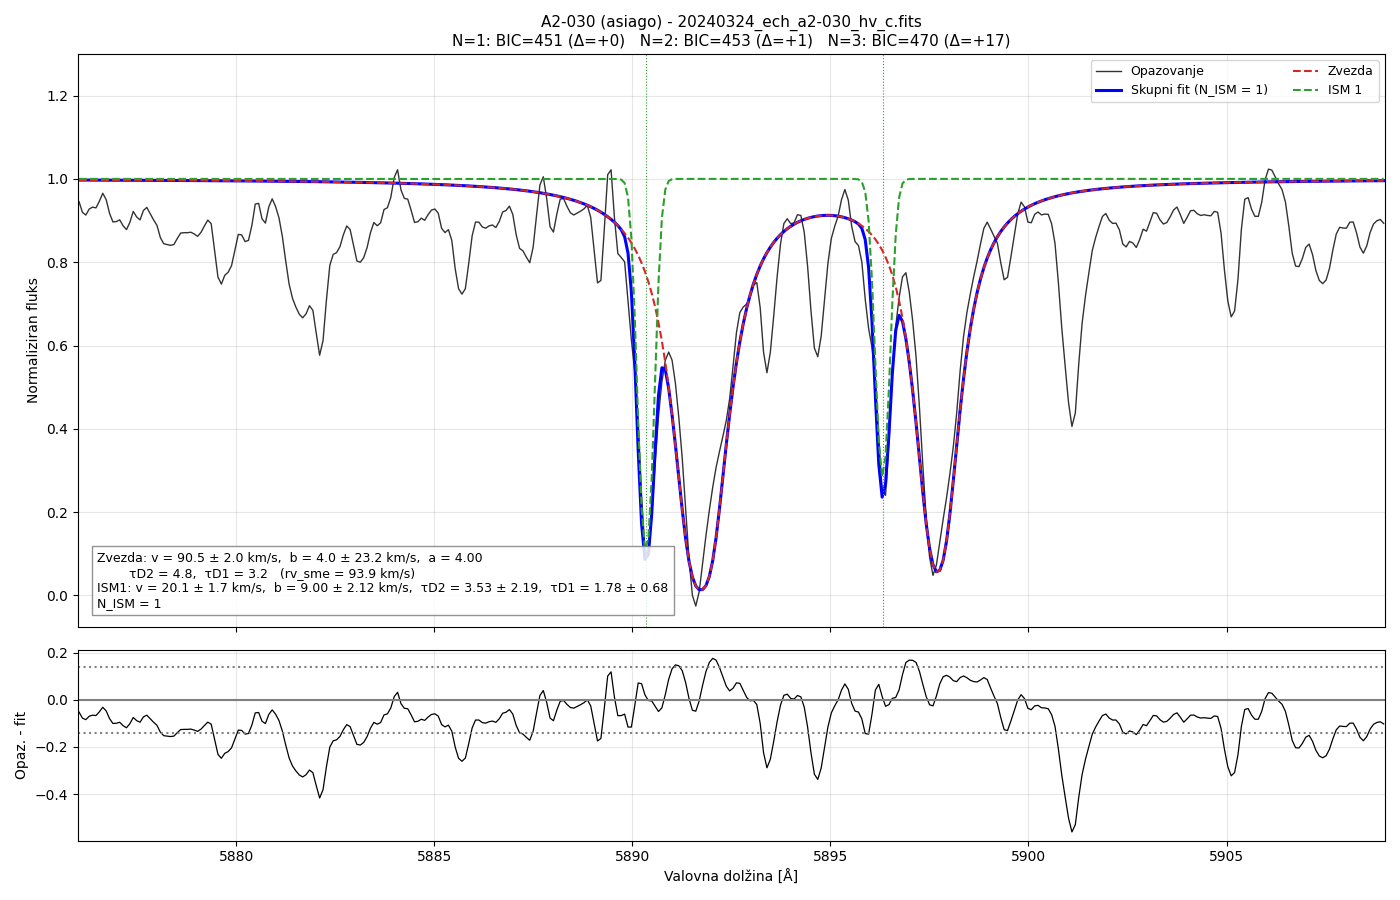 A2-030 (asiago) - 20240324_ech_a2-030_hv_c.fits
N=1: BIC=451 (Δ=+0)   N=2: BIC=453 (Δ=+1)   N=3: BIC=470 (Δ=+17)
Opazovanje
Skupni fit (N_ISM = 1)
Zvezda
ISM 1
Normaliziran fluks
1.2
1.0
0.8
0.6
0.4
0.2
0.0
Zvezda: v = 90.5 ± 2.0 km/s,  b = 4.0 ± 23.2 km/s,  a = 4.00
τD2 = 4.8,  τD1 = 3.2   (rv_sme = 93.9 km/s)
ISM1: v = 20.1 ± 1.7 km/s,  b = 9.00 ± 2.12 km/s,  τD2 = 3.53 ± 2.19,  τD1 = 1.78 ± 0.68
N_ISM = 1
Opaz. - fit
0.2
0.0
−0.2
−0.4
5880
5885
5890
5895
5900
5905
Valovna dolžina [Å]